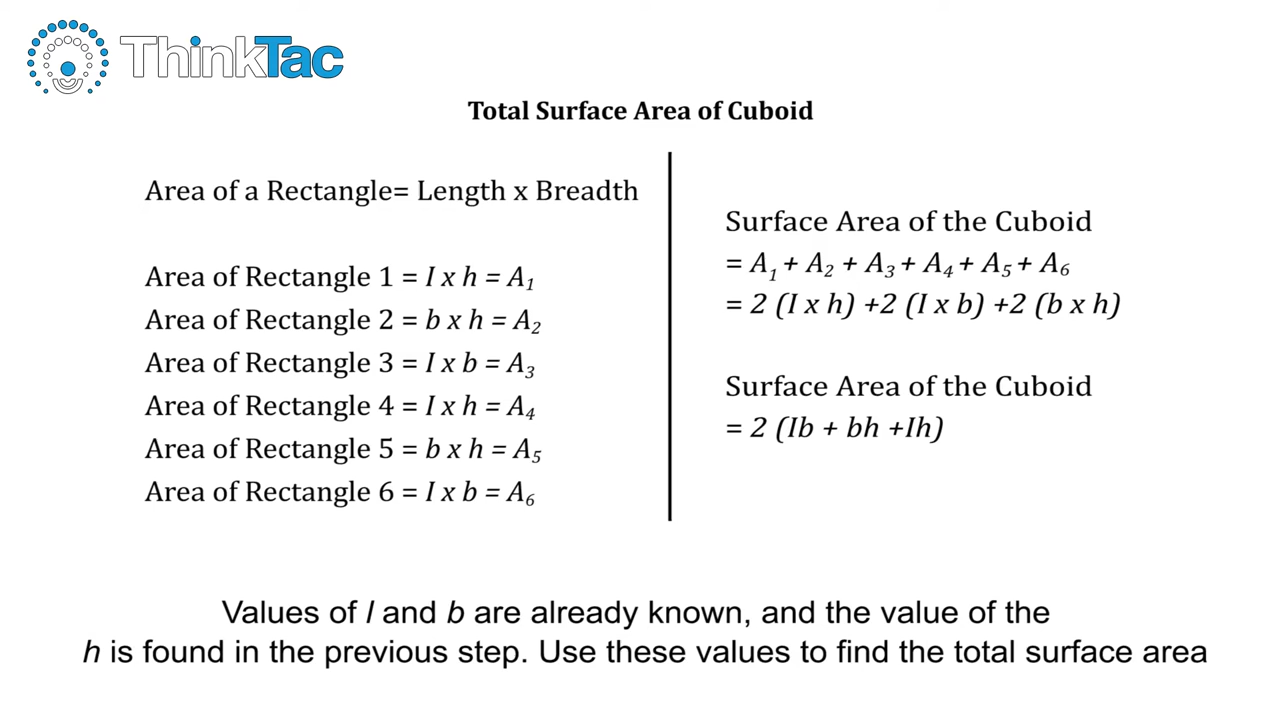 ThinkTac
Total Surface Area of Cuboid
Area of a Rectangle= Length x Breadth
Area of Rectangle 1 = I x h = A₁
Area of Rectangle 2 = b x h = A₂
Area of Rectangle 3 = I x b = A₃
Area of Rectangle 4 = I x h = A₄
Area of Rectangle 5 = b x h = A₅
Area of Rectangle 6 = I x b = A₆
Surface Area of the Cuboid
= A₁ + A₂ + A₃ + A₄ + A₅ + A₆
= 2 (I x h) +2 (I x b) +2 (b x h)
Surface Area of the Cuboid
= 2 (Ib + bh +Ih)
Values of l and b are already known, and the value of the
h is found in the previous step. Use these values to find the total surface area